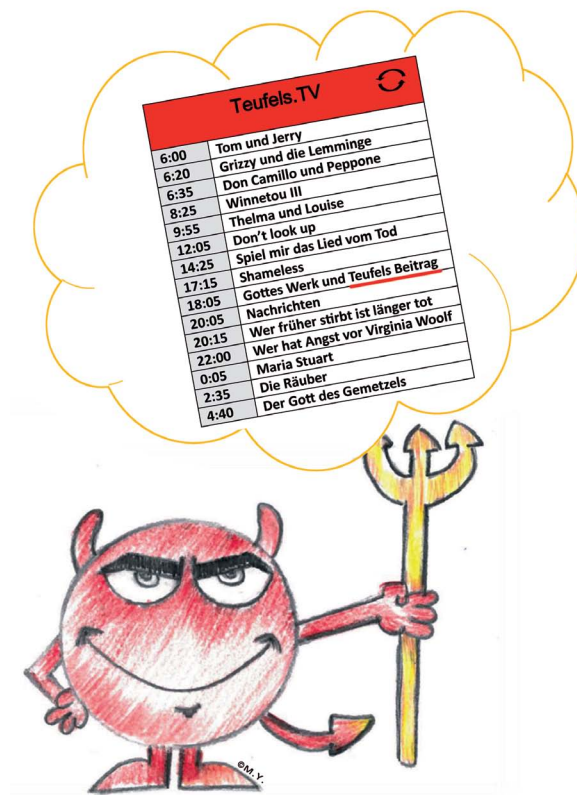 Teufels.TV
6:00 Tom und Jerry
6:20 Grizzy und die Lemminge
6:35 Don Camillo und Peppone
8:25 Winnetou III
9:55 Thelma und Louise
12:05 Don't look up
14:25 Spiel mir das Lied vom Tod
17:15 Shameless
18:05 Gottes Werk und Teufels Beitrag
20:05 Nachrichten
20:15 Wer früher stirbt ist länger tot
22:00 Wer hat Angst vor Virginia Woolf
0:05 Maria Stuart
2:35 Die Räuber
4:40 Der Gott des Gemetzels
©M.Y.